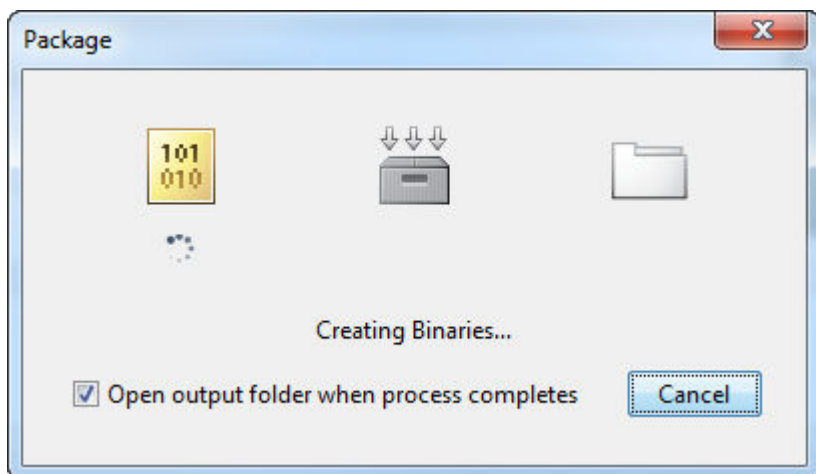 Package
101
010
Creating Binaries...
Open output folder when process completes
Cancel